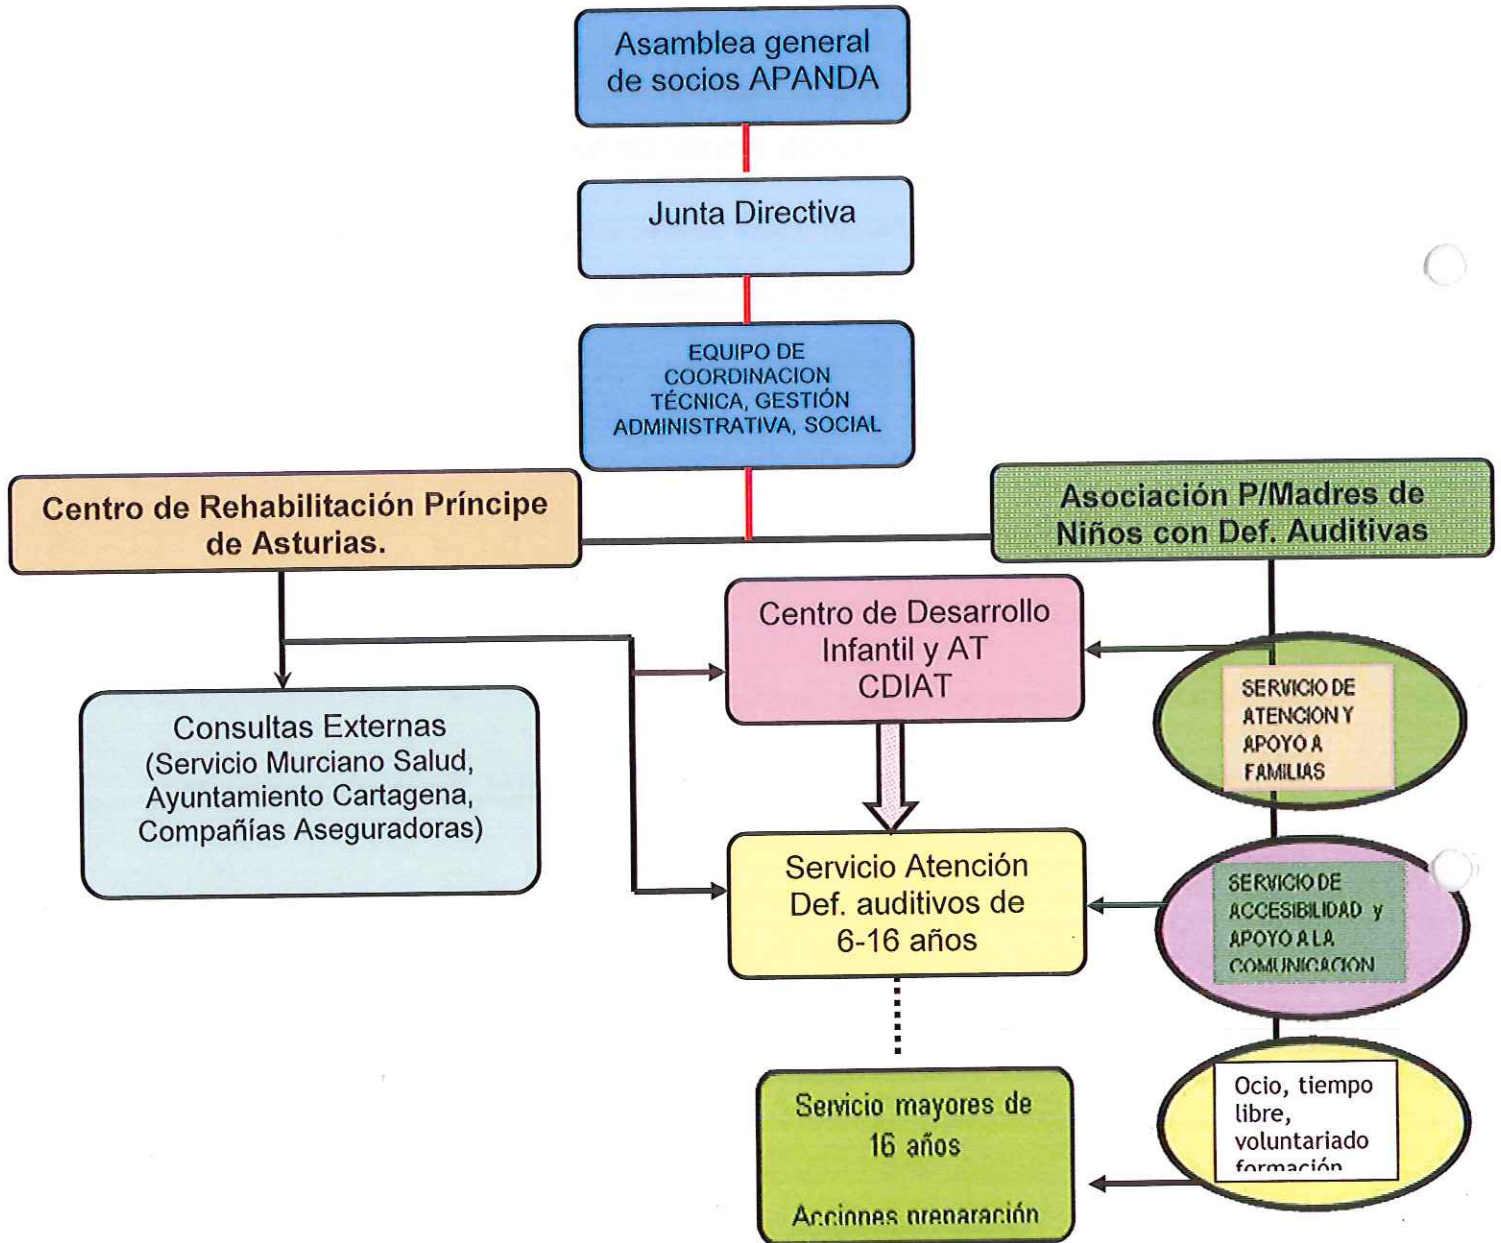 Asamblea general
de socios APANDA
Junta Directiva
EQUIPO DE
COORDINACION
TÉCNICA, GESTIÓN
ADMINISTRATIVA, SOCIAL
Centro de Rehabilitación Príncipe
de Asturias.
Asociación P/Madres de
Niños con Def. Auditivas
Centro de Desarrollo
Infantil y AT
CDIAT
SERVICIO DE
ATENCION Y
APOYO A
FAMILIAS
Consultas Externas
(Servicio Murciano Salud,
Ayuntamiento Cartagena,
Compañías Aseguradoras)
Servicio Atención
Def. auditivos de
6-16 años
SERVICIO DE
ACCESIBILIDAD y
APOYO A LA
COMUNICACION
Servicio mayores de
16 años
Acciones preparación
Ocio, tiempo
libre,
voluntariado
formación